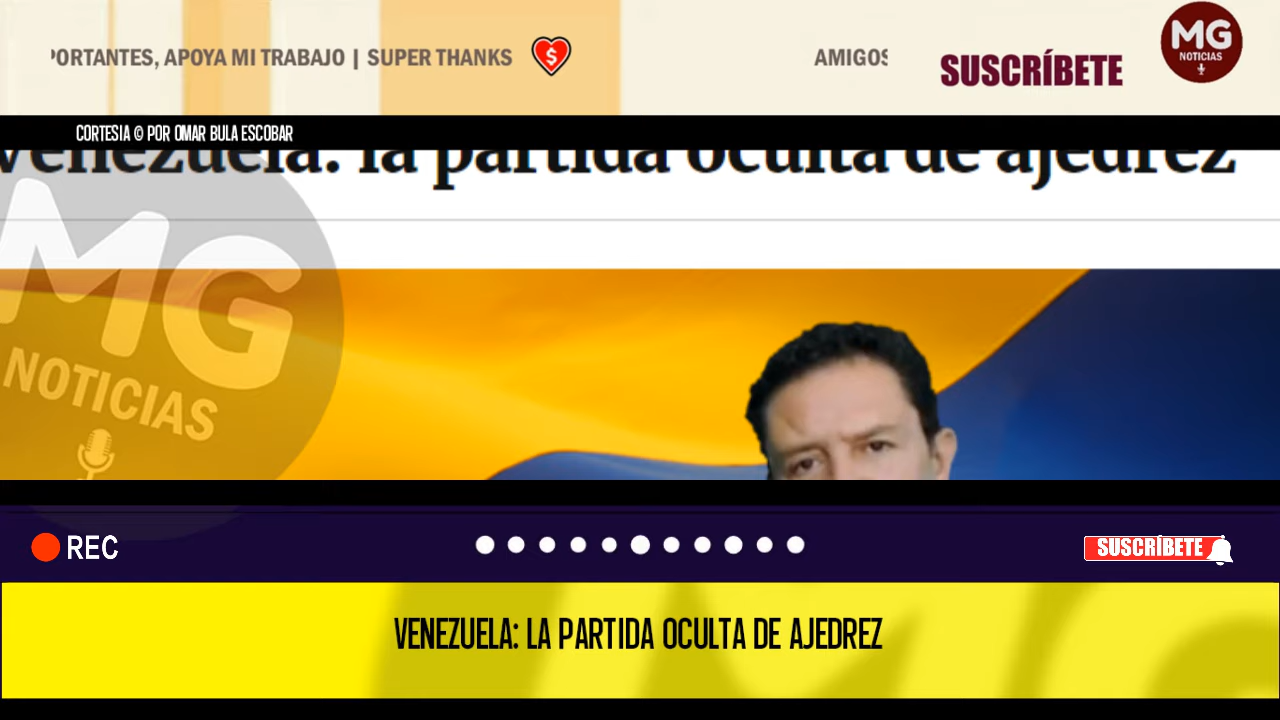 PORTANTES, APOYA MI TRABAJO | SUPER THANKS
$
AMIGOS
SUSCRÍBETE
MG
NOTICIAS
CORTESIA © POR OMAR BULA ESCOBAR
Venezuela: la partida oculta de ajedrez
MG
NOTICIAS
REC
SUSCRÍBETE
VENEZUELA: LA PARTIDA OCULTA DE AJEDREZ